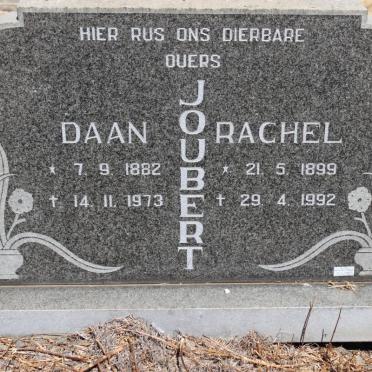 HIER RUS ONS DIERBARE
OUERS
JOUBERT
DAAN
* 7. 9. 1882
† 14. 11. 1973
RACHEL
* 21. 5. 1899
† 29. 4. 1992